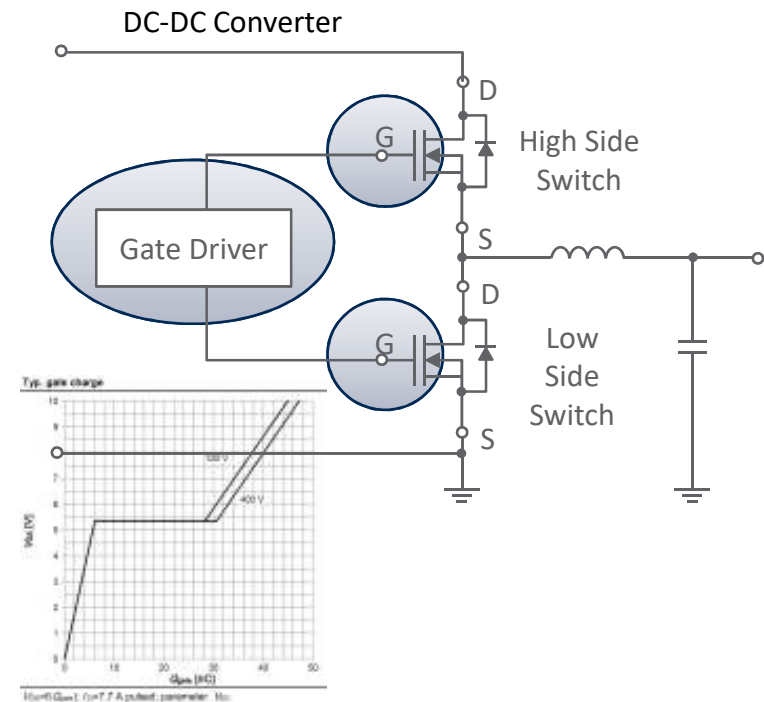 DC-DC Converter
D
G
High Side
Switch
S
Gate Driver
D
G
Low
Side
Switch
S
Typ. gate charge
10
9
8
7
6
5
4
3
2
1
0
0
10
20
30
40
50
400 V
[V]
[nC]